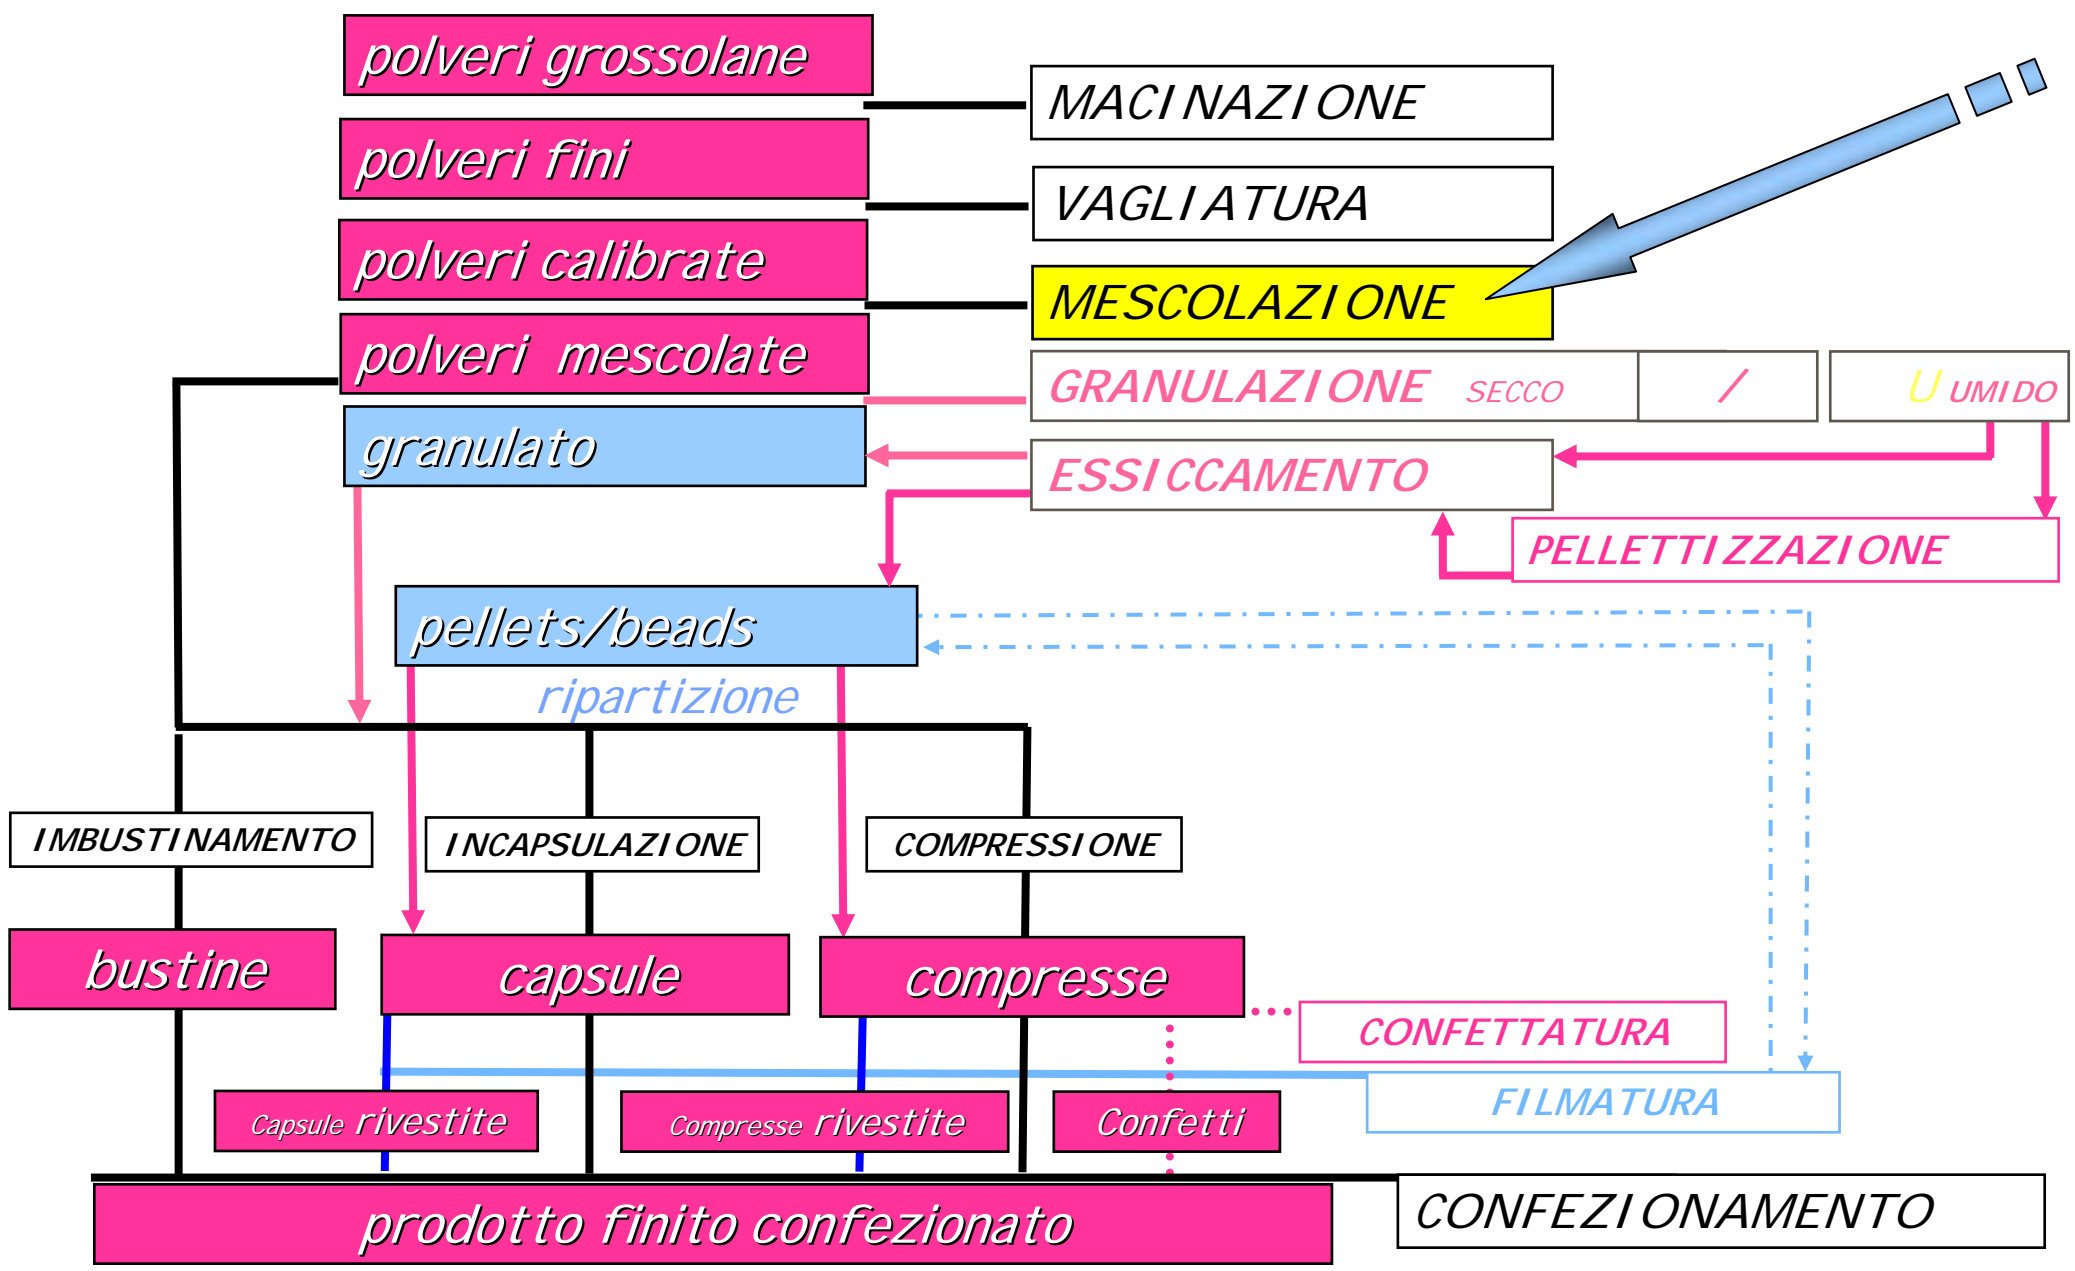 polveri grossolane
MACINAZIONE
polveri fini
VAGLIATURA
polveri calibrate
MESCOLAZIONE
polveri mescolate
GRANULAZIONE SECCO / U UMIDO
granulato
ESSICCAMENTO
PELLETTIZZAZIONE
pellets/beads
ripartizione
IMBUSTINAMENTO
INCAPSULAZIONE
COMPRESSIONE
bustine
capsule
compresse
CONFETTATURA
FILMATURA
Capsule rivestite
Compresse rivestite
Confetti
CONFEZIONAMENTO
prodotto finito confezionato